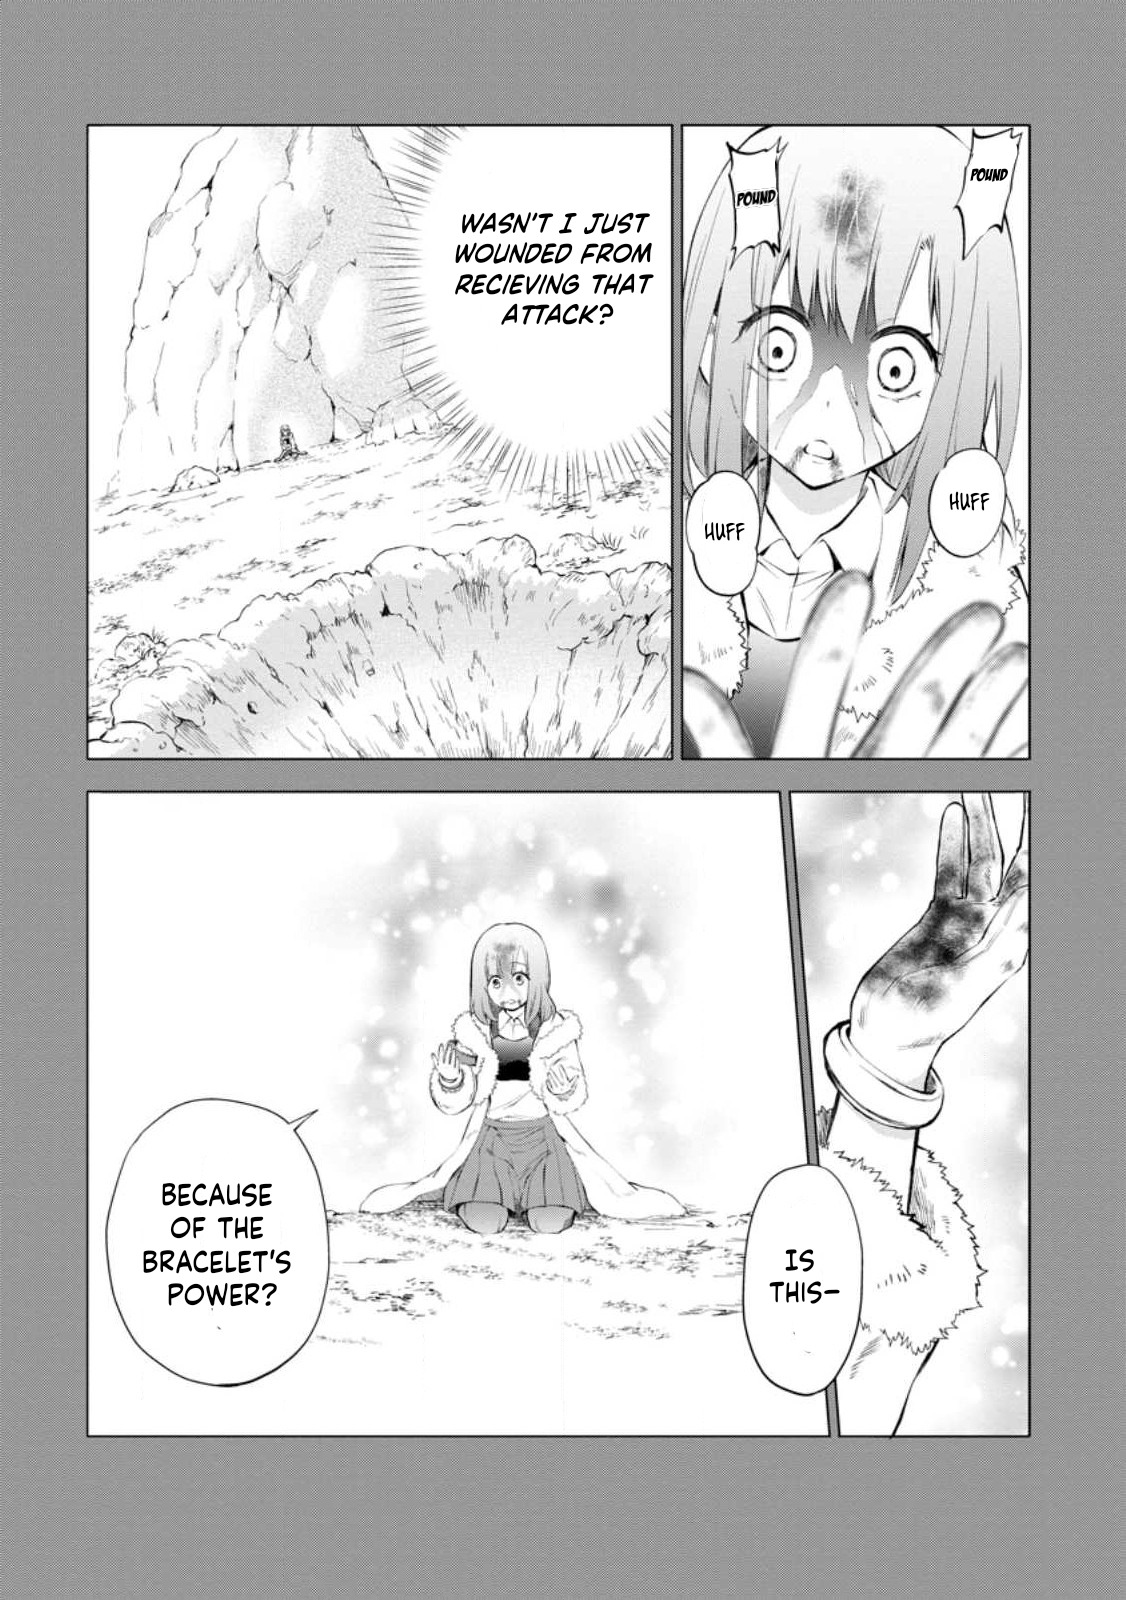 POUND
POUND
HUFF
HUFF
WASN'T I JUST
WOUNDED FROM
RECIEVING THAT
ATTACK?
IS
THIS-
BECAUSE
OF THE
BRACELET'S
POWER?